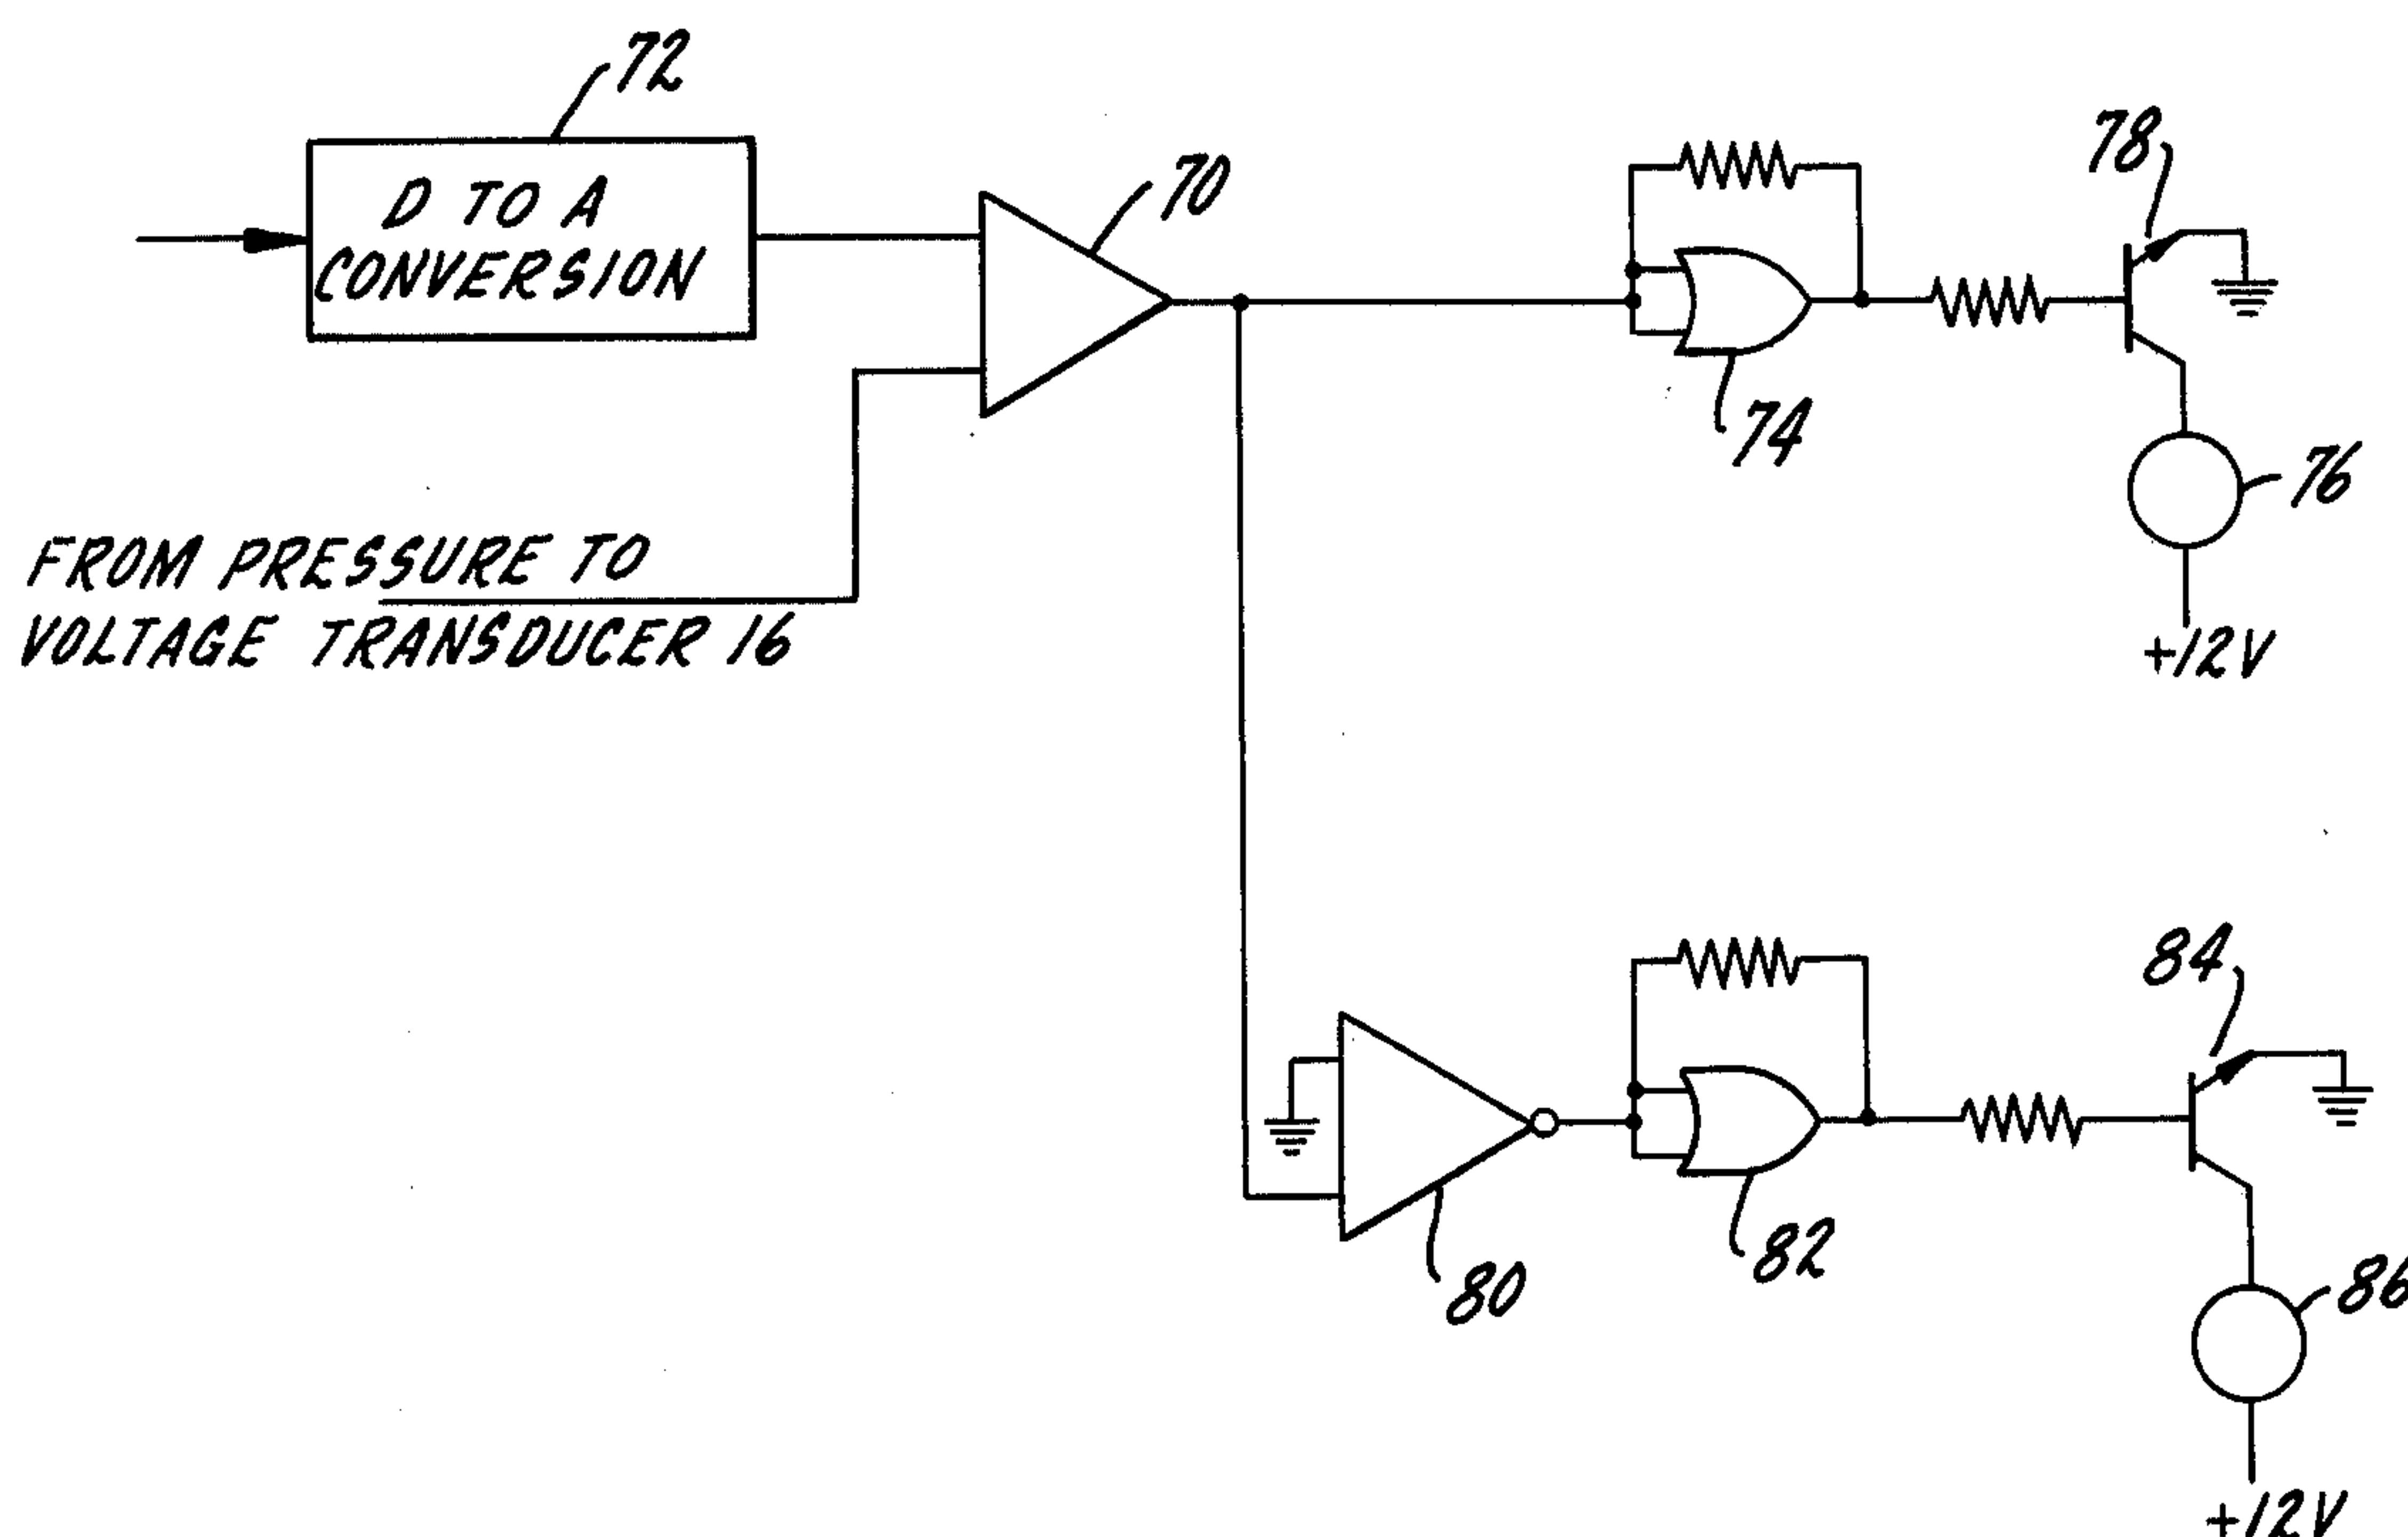 72
D TO A
CONVERSION
70
78
74
76
+12V
FROM PRESSURE TO
VOLTAGE TRANSDUCER 16
84
80
82
86
+12V